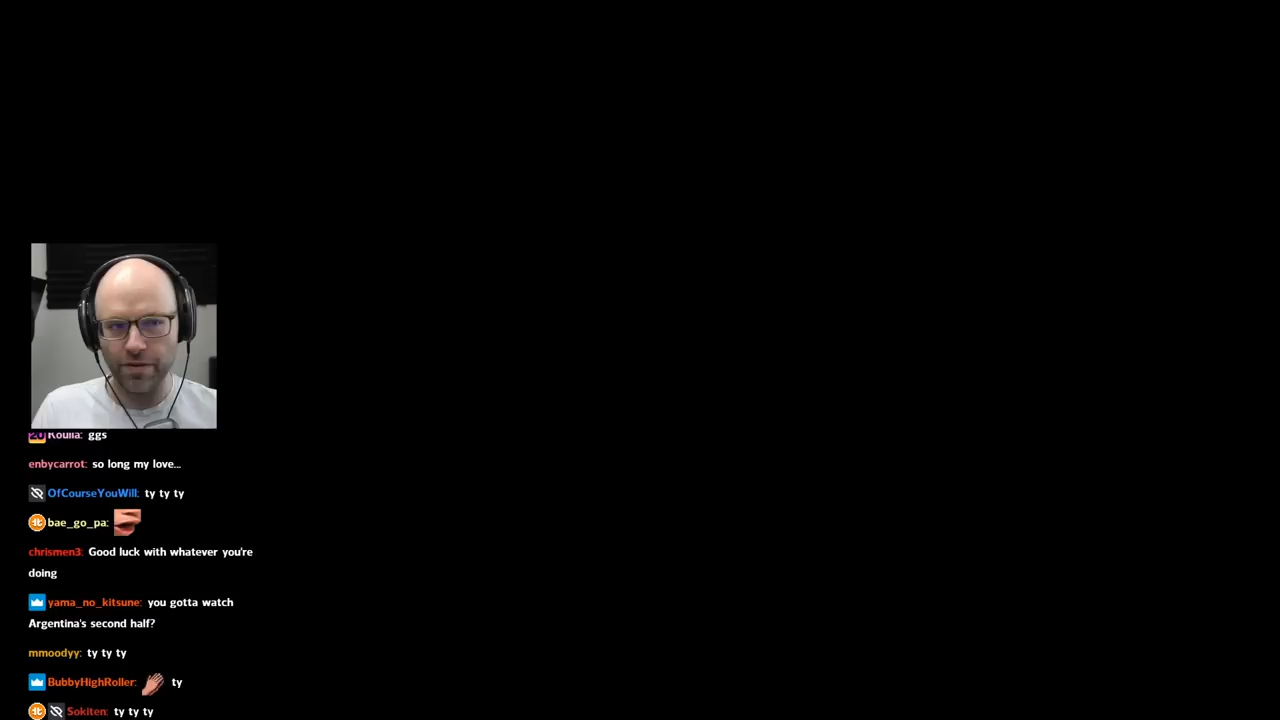 Koulla: ggs
enbycarrot: so long my love...
OfCourseYouWill: ty ty ty
bae_go_pa:
chrismen3: Good luck with whatever you're
doing
yama_no_kitsune: you gotta watch
Argentina's second half?
mmoodyy: ty ty ty
BubbyHighRoller: ty
Sokiten: ty ty ty